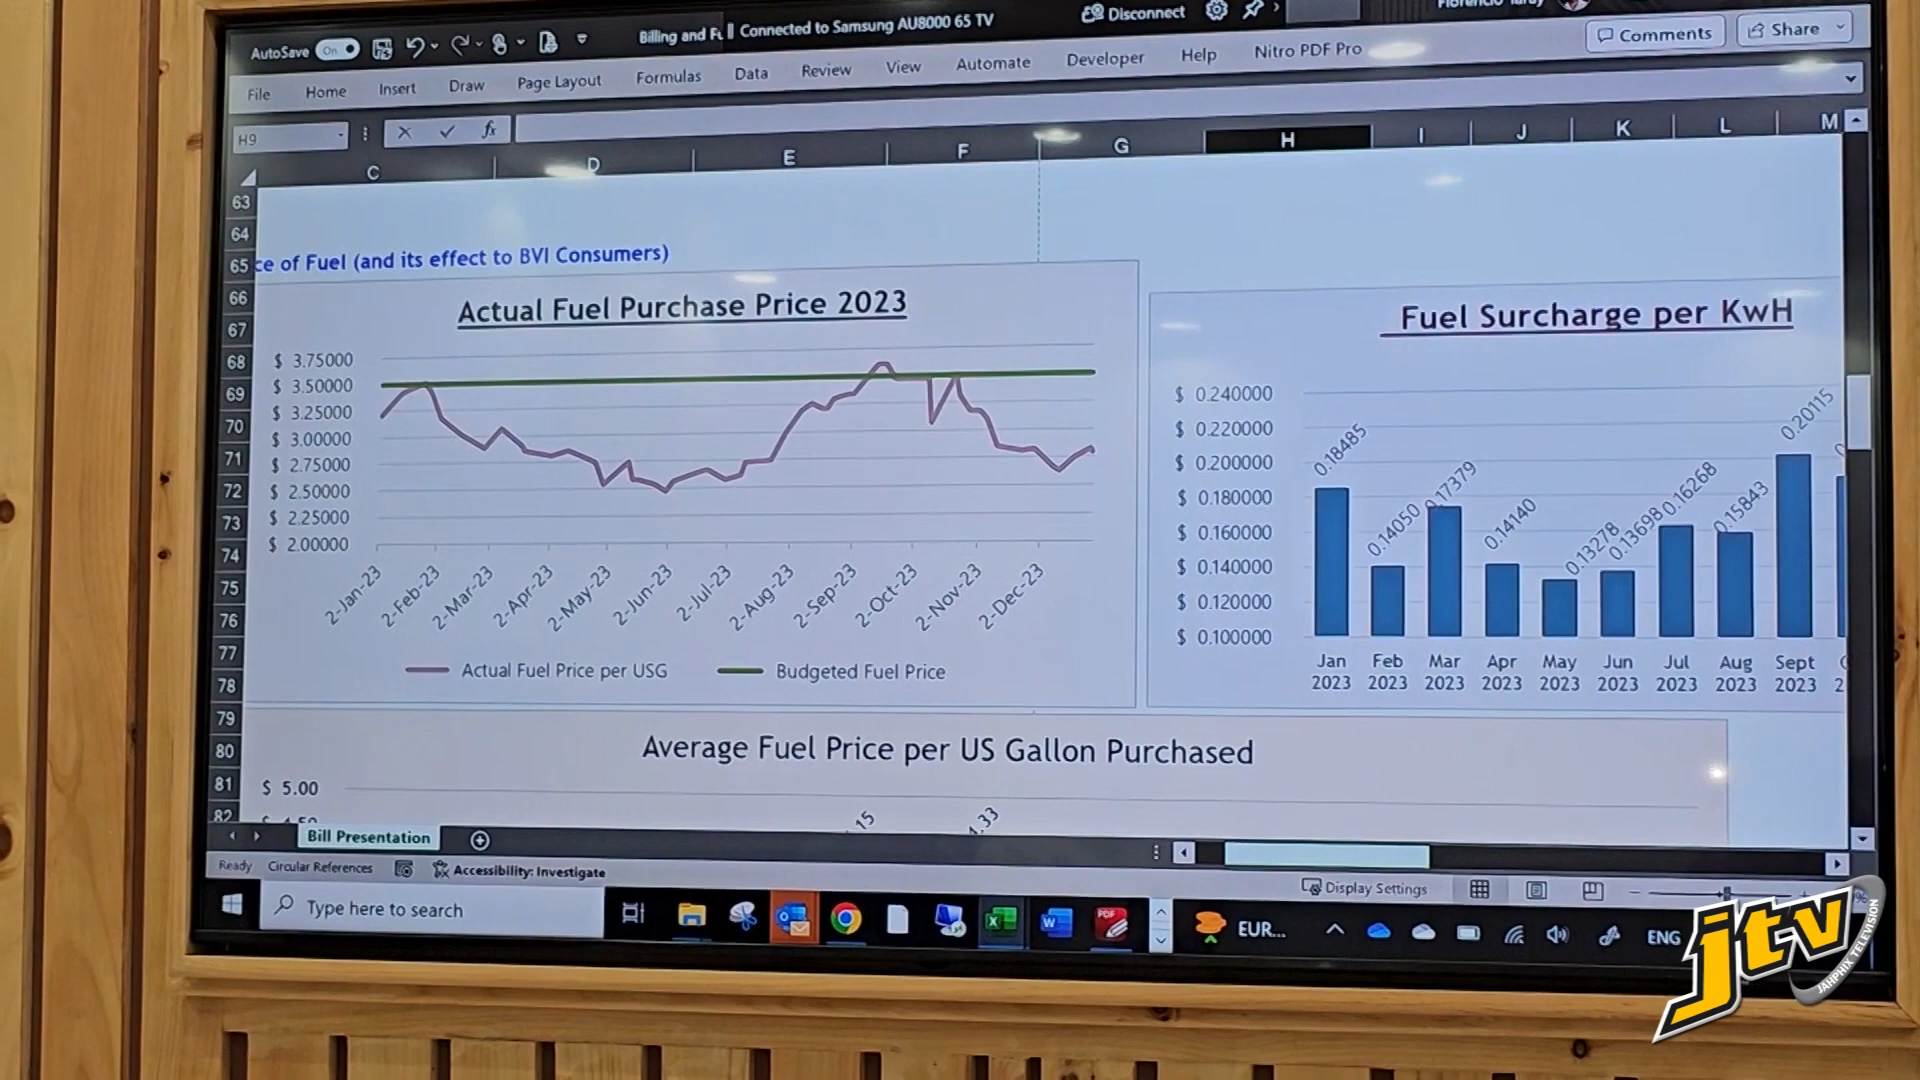 AutoSave On
Billing and Fu
Connected to Samsung AU8000 65 TV
Disconnect
File Home Insert Draw Page Layout Formulas Data Review View Automate Developer Help Nitro PDF Pro
Comments
Share
H9
fx
C D E F G H I J K L M
63
64
65
ce of Fuel (and its effect to BVI Consumers)
66
67
68
69
70
71
72
73
74
75
76
77
78
79
80
81
82
Actual Fuel Purchase Price 2023
$ 3.75000
$ 3.50000
$ 3.25000
$ 3.00000
$ 2.75000
$ 2.50000
$ 2.25000
$ 2.00000
2-Jan-23
2-Feb-23
2-Mar-23
2-Apr-23
2-May-23
2-Jun-23
2-Jul-23
2-Aug-23
2-Sep-23
2-Oct-23
2-Nov-23
2-Dec-23
Actual Fuel Price per USG
Budgeted Fuel Price
Fuel Surcharge per KwH
$ 0.240000
$ 0.220000
$ 0.200000
$ 0.180000
$ 0.160000
$ 0.140000
$ 0.120000
$ 0.100000
0.18485
0.14050
0.17379
0.14140
0.13278
0.13698
0.16268
0.15843
0.20115
Jan Feb Mar Apr May Jun Jul Aug Sept
2023 2023 2023 2023 2023 2023 2023 2023 2023 2
Average Fuel Price per US Gallon Purchased
$ 5.00
Bill Presentation
Ready
Circular References
Accessibility: Investigate
Display Settings
Type here to search
PDF
EUR...
ENG
jtv
JAHPHIX TELEVISION